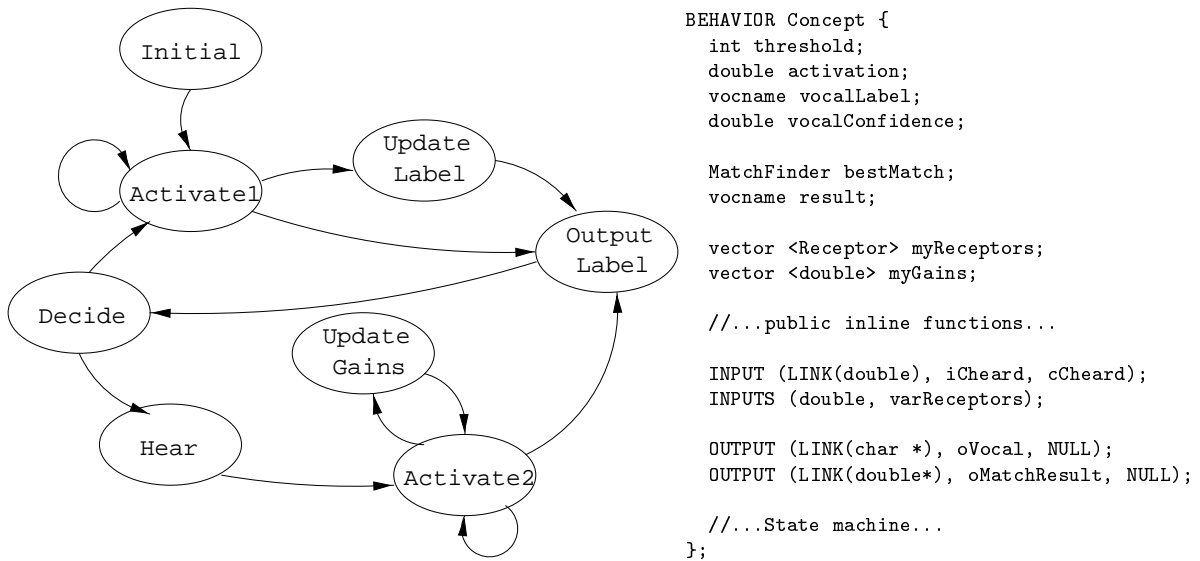 Initial
Activate1
Update
Label
Output
Label
Decide
Update
Gains
Hear
Activate2
BEHAVIOR Concept {
int threshold;
double activation;
vocname vocalLabel;
double vocalConfidence;
MatchFinder bestMatch;
vocname result;
vector <Receptor> myReceptors;
vector <double> myGains;
//...public inline functions...
INPUT (LINK(double), iCheard, cCheard);
INPUTS (double, varReceptors);
OUTPUT (LINK(char *), oVocal, NULL);
OUTPUT (LINK(double*), oMatchResult, NULL);
//...State machine...
};